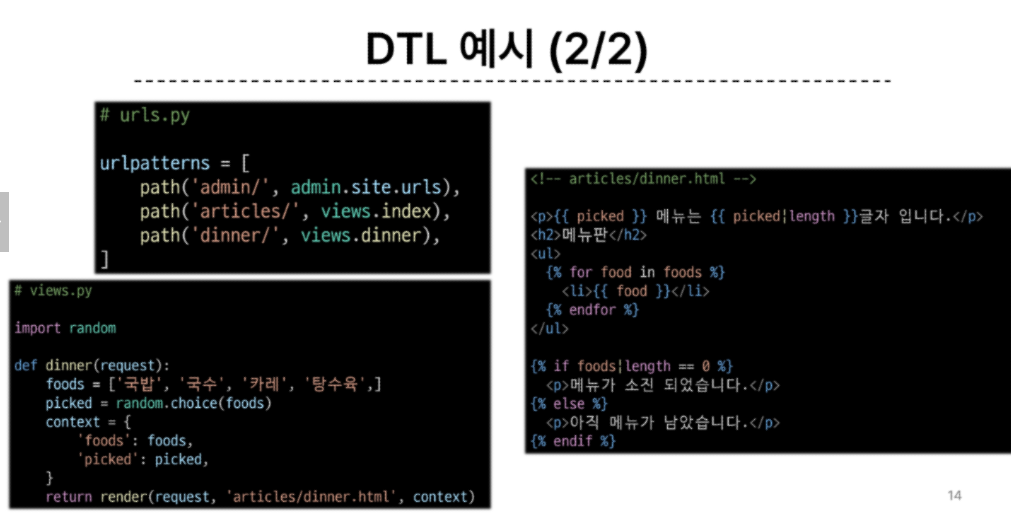 DTL 예시 (2/2)
# urls.py
urlpatterns = [
    path('admin/', admin.site.urls),
    path('articles/', views.index),
    path('dinner/', views.dinner),
]
# views.py
import random
def dinner(request):
    foods = ['국밥', '국수', '카레', '탕수육',]
    picked = random.choice(foods)
    context = {
        'foods': foods,
        'picked': picked,
    }
    return render(request, 'articles/dinner.html', context)
<!-- articles/dinner.html -->
<p>{{ picked }} 메뉴는 {{ picked|length }}글자 입니다.</p>
<h2>메뉴판</h2>
<ul>
  {% for food in foods %}
    <li>{{ food }}</li>
  {% endfor %}
</ul>
{% if foods|length == 0 %}
  <p>메뉴가 소진 되었습니다.</p>
{% else %}
  <p>아직 메뉴가 남았습니다.</p>
{% endif %}
14